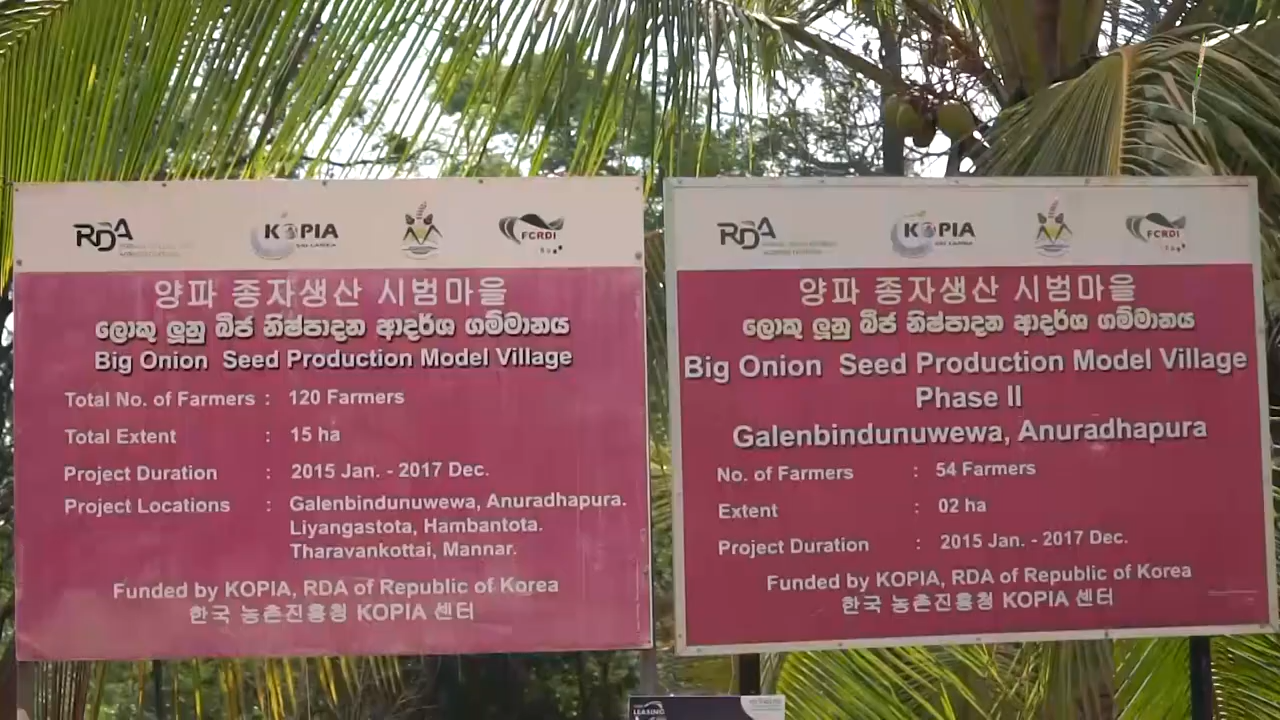 RDA
KOPIA
SRI LANKA
FCRDI
양파 종자생산 시범마을
ලොකු ලූනු බීජ නිෂ්පාදන ආදර්ශ ගම්මානය
Big Onion Seed Production Model Village
Total No. of Farmers : 120 Farmers
Total Extent : 15 ha
Project Duration : 2015 Jan. - 2017 Dec.
Project Locations : Galenbindunuwewa, Anuradhapura.
Liyangastota, Hambantota.
Tharavankottai, Mannar.
Funded by KOPIA, RDA of Republic of Korea
한국 농촌진흥청 KOPIA 센터
RDA
KOPIA
SRI LANKA
FCRDI
양파 종자생산 시범마을
ලොකු ලූනු බීජ නිෂ්පාදන ආදර්ශ ගම්මානය
Big Onion Seed Production Model Village
Phase II
Galenbindunuwewa, Anuradhapura
No. of Farmers : 54 Farmers
Extent : 02 ha
Project Duration : 2015 Jan. - 2017 Dec.
Funded by KOPIA, RDA of Republic of Korea
한국 농촌진흥청 KOPIA 센터
LEASING